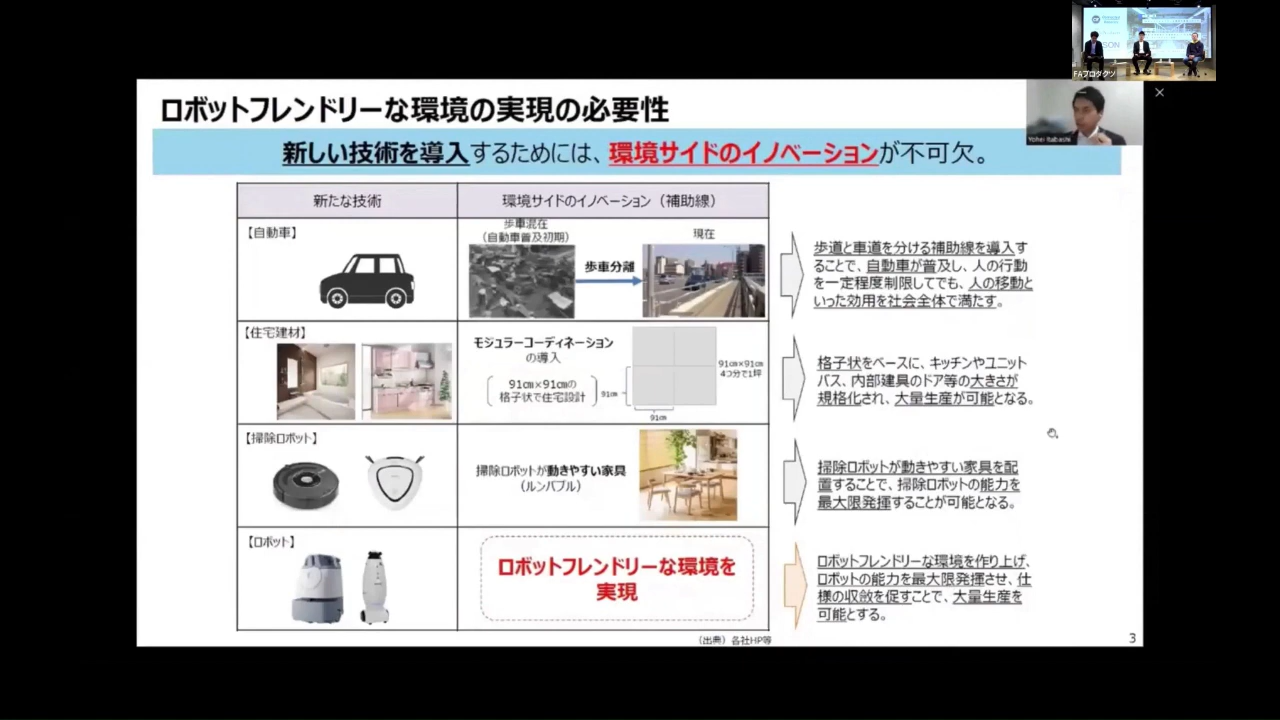 FAプロダクツ
Yohei Itabashi
ロボットフレンドリーな環境の実現の必要性
新しい技術を導入するためには、環境サイドのイノベーションが不可欠。
新たな技術
環境サイドのイノベーション（補助線）
【自動車】
歩車混在
（自動車普及初期）
歩車分離
現在
歩道と車道を分ける補助線を導入す
ることで、自動車が普及し、人の行動
を一定程度制限してでも、人の移動と
いった効用を社会全体で満たす。
【住宅建材】
モジュラーコーディネーション
の導入
91㎝×91㎝の
格子状で住宅設計
91㎝
91㎝
91㎝×91㎝
4つ分で1坪
格子状をベースに、キッチンやユニット
バス、内部建具のドア等の大きさが
規格化され、大量生産が可能となる。
【掃除ロボット】
掃除ロボットが動きやすい家具
（ルンバブル）
掃除ロボットが動きやすい家具を配
置することで、掃除ロボットの能力を
最大限発揮することが可能となる。
【ロボット】
ロボットフレンドリーな環境を
実現
ロボットフレンドリーな環境を作り上げ、
ロボットの能力を最大限発揮させ、仕
様の収斂を促すことで、大量生産を
可能とする。
（出典）各社HP等
3